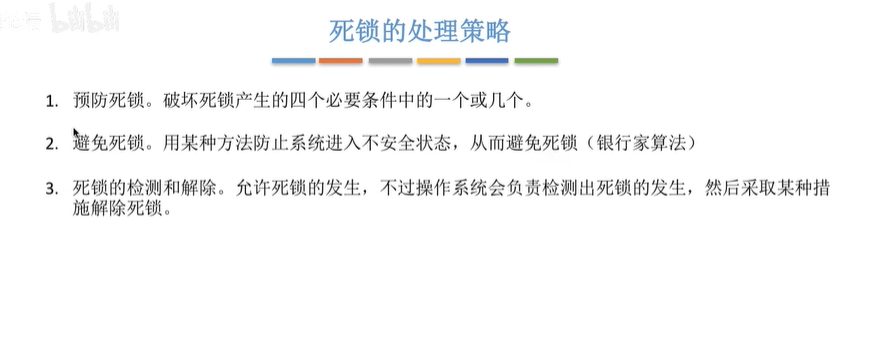 死锁的处理策略
1. 预防死锁。破坏死锁产生的四个必要条件中的一个或几个。
2. 避免死锁。用某种方法防止系统进入不安全状态，从而避免死锁（银行家算法）
3. 死锁的检测和解除。允许死锁的发生，不过操作系统会负责检测出死锁的发生，然后采取某种措
施解除死锁。